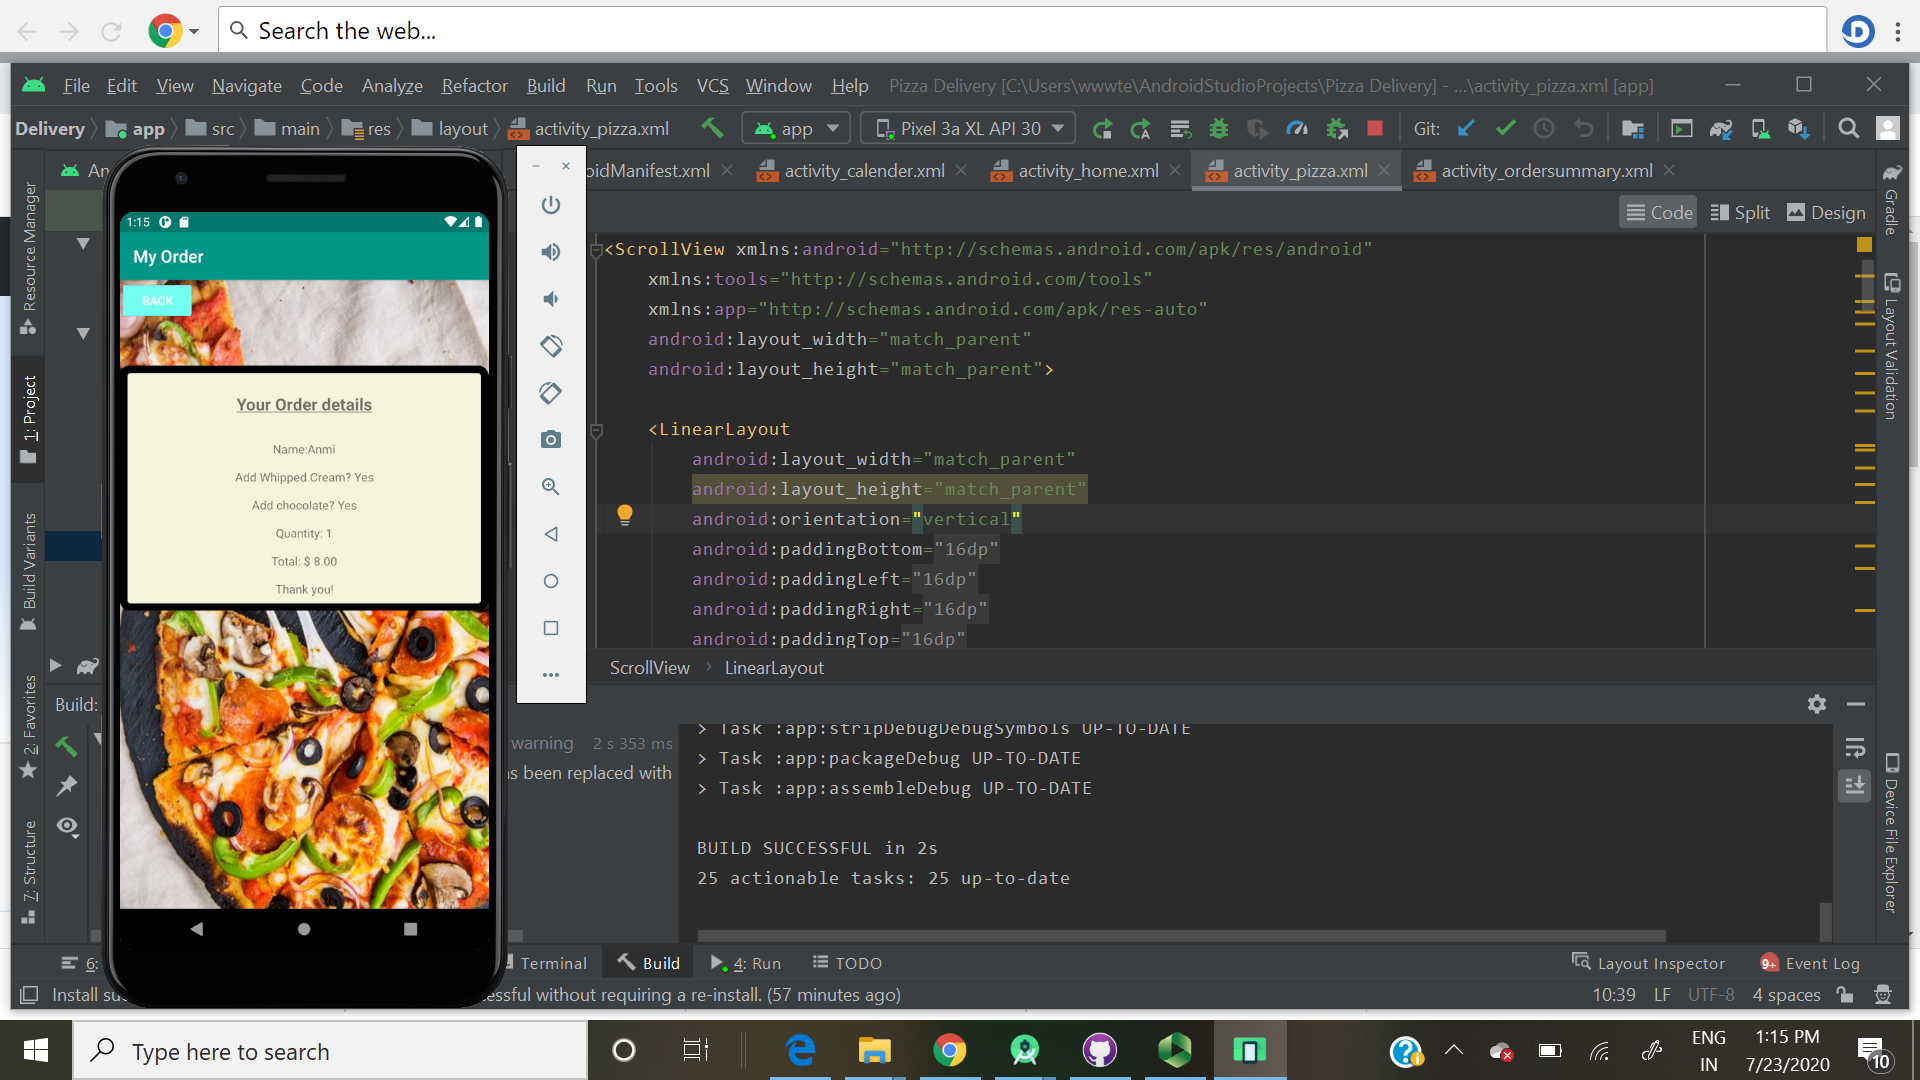 Search the web...
File Edit View Navigate Code Analyze Refactor Build Run Tools VCS Window Help Pizza Delivery [C:\Users\wwwte\AndroidStudioProjects\Pizza Delivery] - ...\activity_pizza.xml [app]
Delivery app src main res layout activity_pizza.xml app Pixel 3a XL API 30 Git:
An
oidManifest.xml activity_calender.xml activity_home.xml activity_pizza.xml activity_ordersummary.xml
Code Split Design
Resource Manager
1: Project
Build Variants
2: Favorites
7: Structure
Gradle
Layout Validation
Device File Explorer
1:15
My Order
BACK
Your Order details
Name:Anmi
Add Whipped Cream? Yes
Add chocolate? Yes
Quantity: 1
Total: $ 8.00
Thank you!
<ScrollView xmlns:android="http://schemas.android.com/apk/res/android"
xmlns:tools="http://schemas.android.com/tools"
xmlns:app="http://schemas.android.com/apk/res-auto"
android:layout_width="match_parent"
android:layout_height="match_parent">
<LinearLayout
android:layout_width="match_parent"
android:layout_height="match_parent"
android:orientation="vertical"
android:paddingBottom="16dp"
android:paddingLeft="16dp"
android:paddingRight="16dp"
android:paddingTop="16dp"
ScrollView LinearLayout
Build:
warning 2 s 353 ms
s been replaced with
> Task :app:stripDebugDebugSymbols UP-TO-DATE
> Task :app:packageDebug UP-TO-DATE
> Task :app:assembleDebug UP-TO-DATE
BUILD SUCCESSFUL in 2s
25 actionable tasks: 25 up-to-date
6: Terminal Build 4: Run TODO Layout Inspector 9+ Event Log
Install su ssful without requiring a re-install. (57 minutes ago) 10:39 LF UTF-8 4 spaces
Type here to search
ENG
IN
1:15 PM
7/23/2020
10